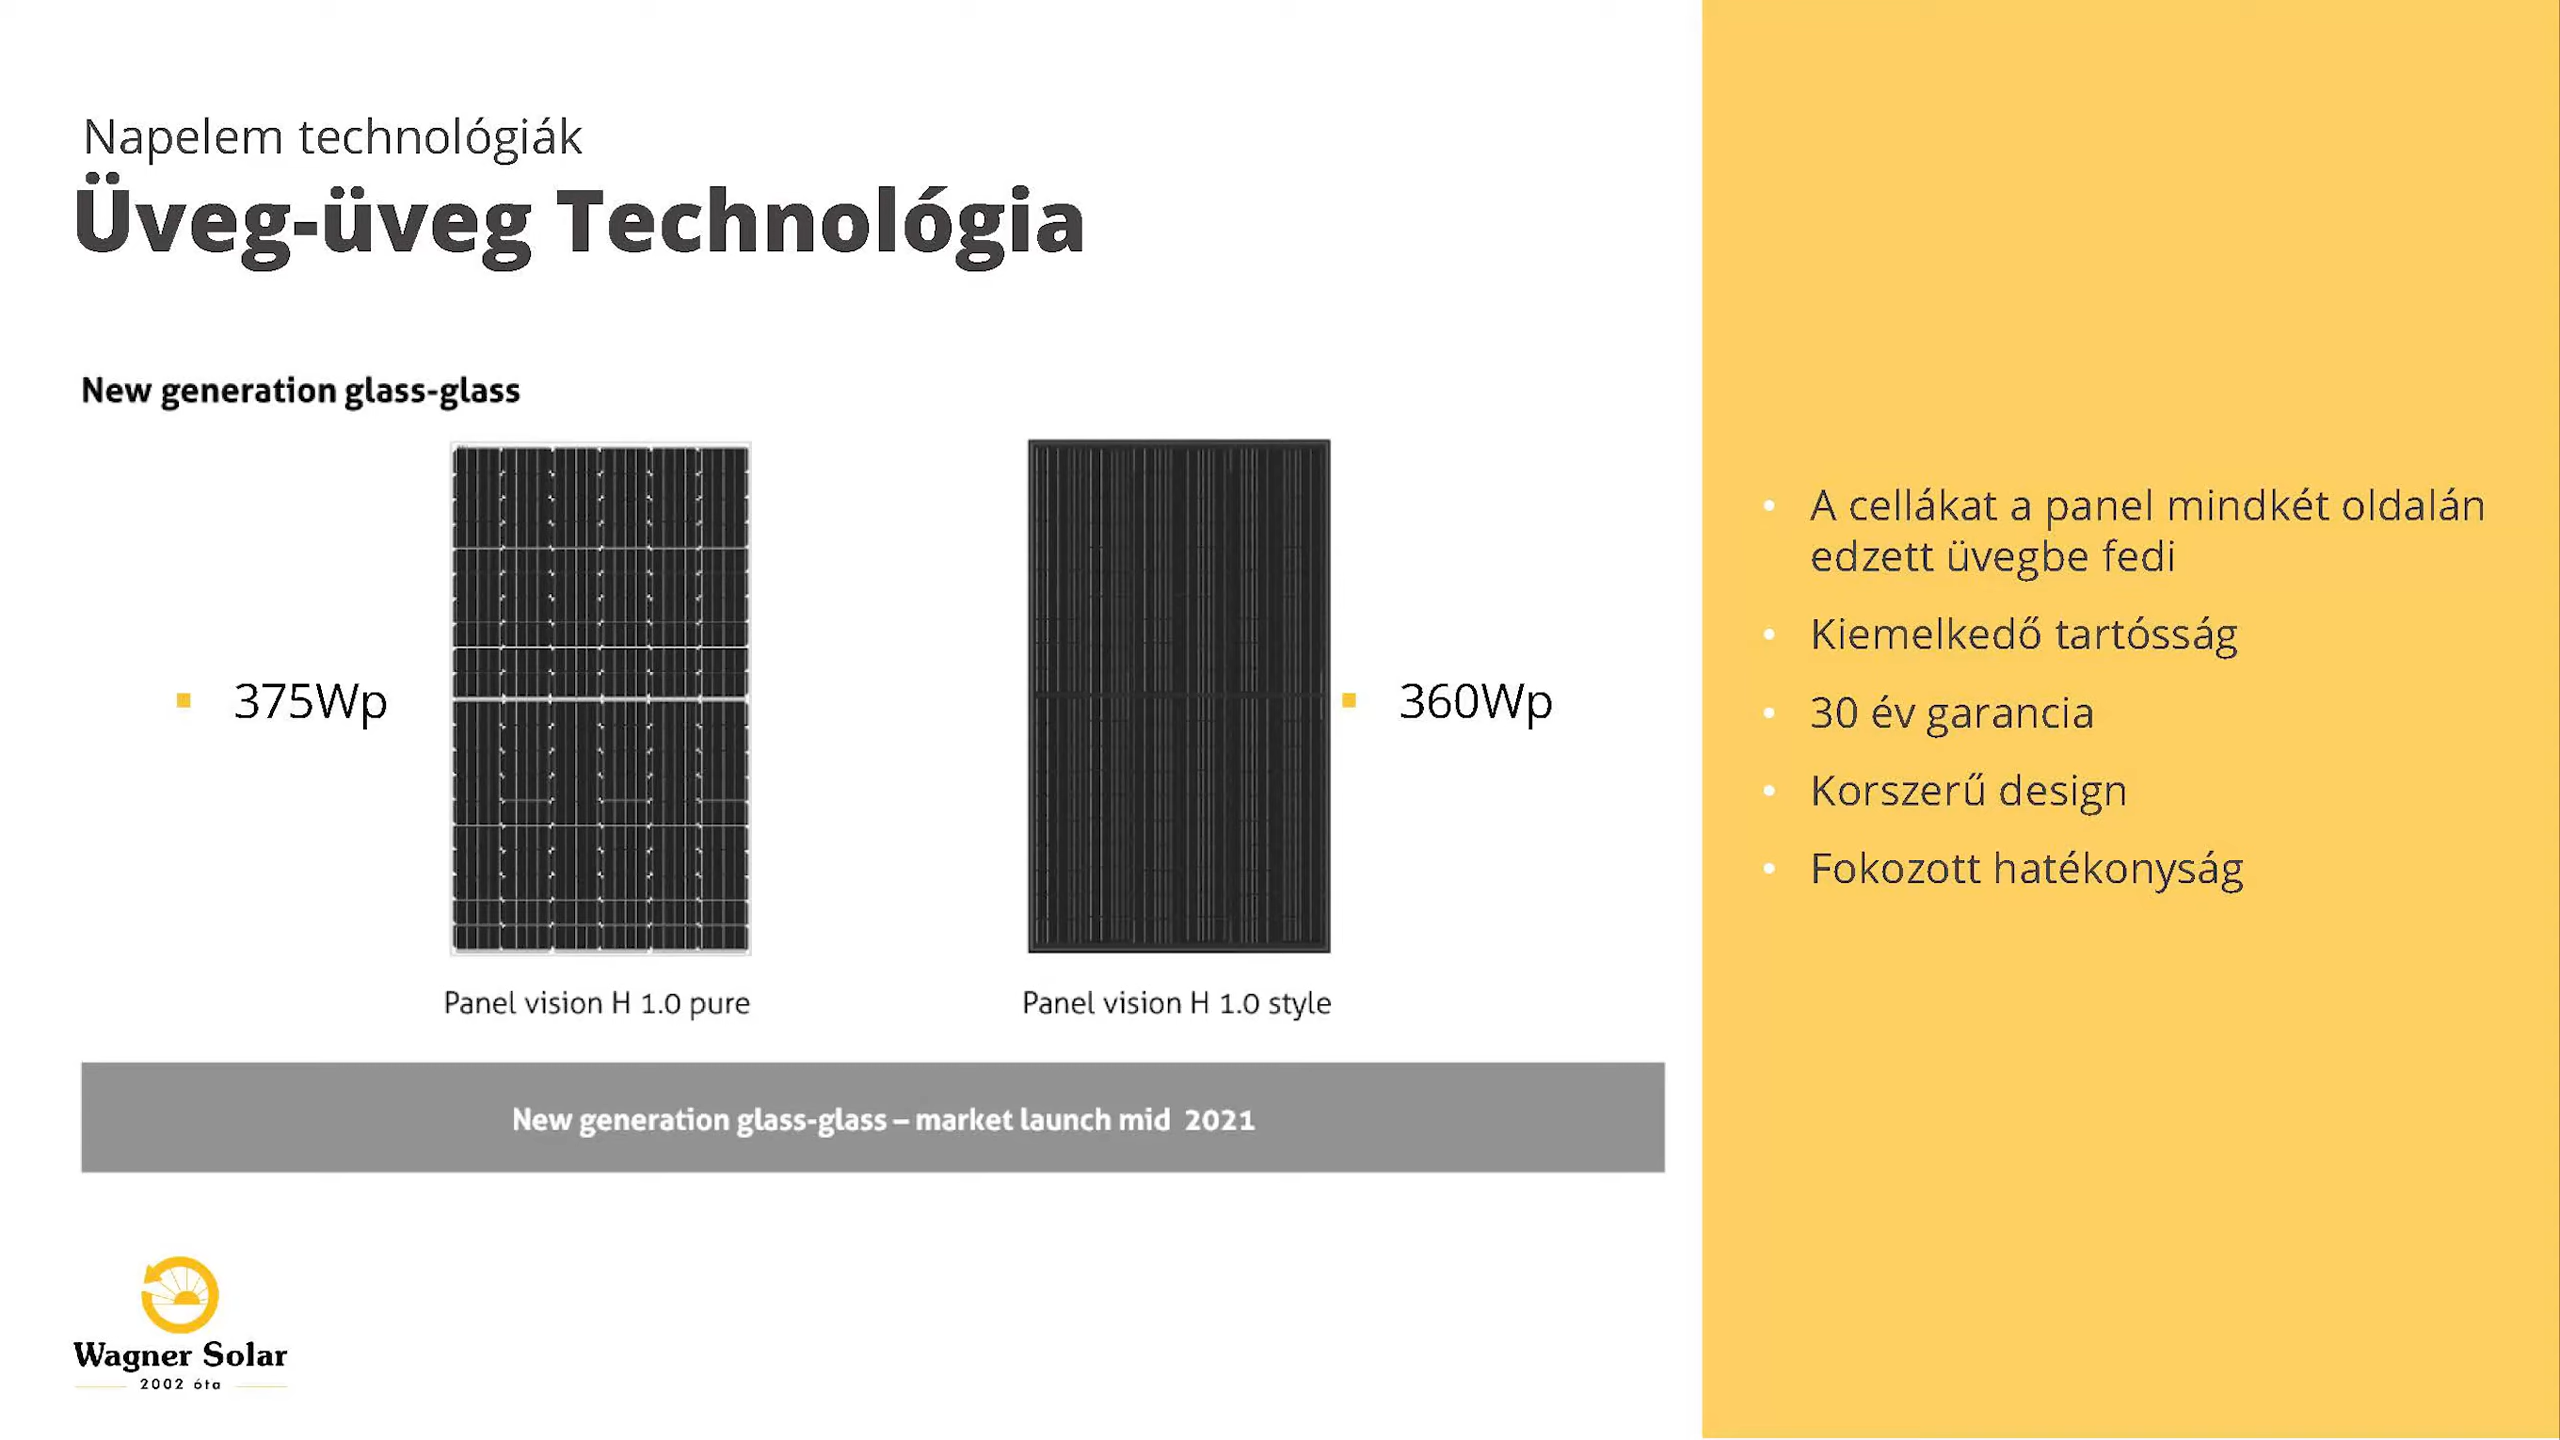 Napelem technológiák
Üveg-üveg Technológia
New generation glass-glass
375Wp
360Wp
Panel vision H 1.0 pure
Panel vision H 1.0 style
New generation glass-glass – market launch mid 2021
Wagner Solar
2002 óta
A cellákat a panel mindkét oldalán
edzett üvegbe fedi
Kiemelkedő tartósság
30 év garancia
Korszerű design
Fokozott hatékonyság